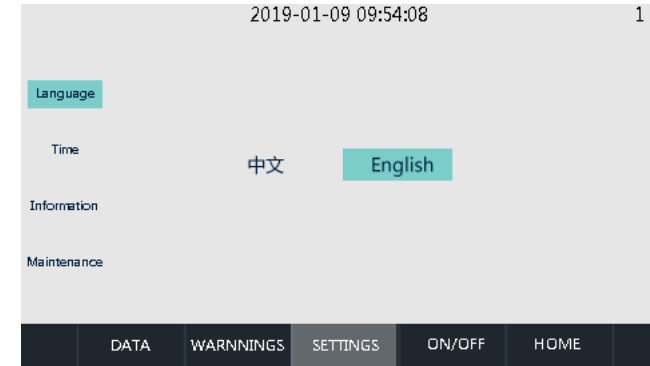 2019-01-09 09:54:08 1
Language
Time
中文 English
Information
Maintenance
DATA WARNNINGS SETTINGS ON/OFF HOME